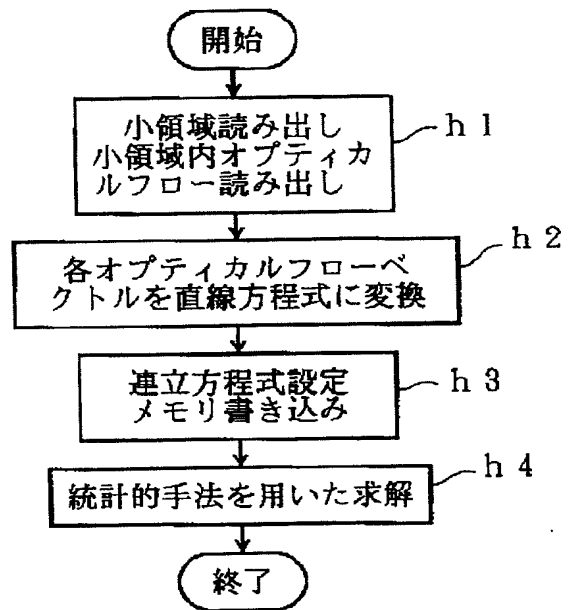 開始
小領域読み出し
小領域内オプティカ
ルフロー読み出し
h1
各オプティカルフローベ
クトルを直線方程式に変換
h2
連立方程式設定
メモリ書き込み
h3
統計的手法を用いた求解
h4
終了